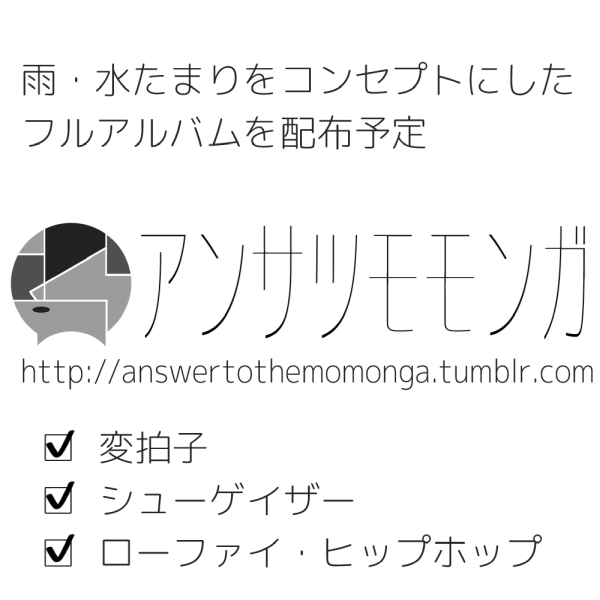 雨・水たまりをコンセプトにした
フルアルバムを配布予定
アンサツモモンガ
http://answertothemomonga.tumblr.com
変拍子
シューゲイザー
ローファイ・ヒップホップ